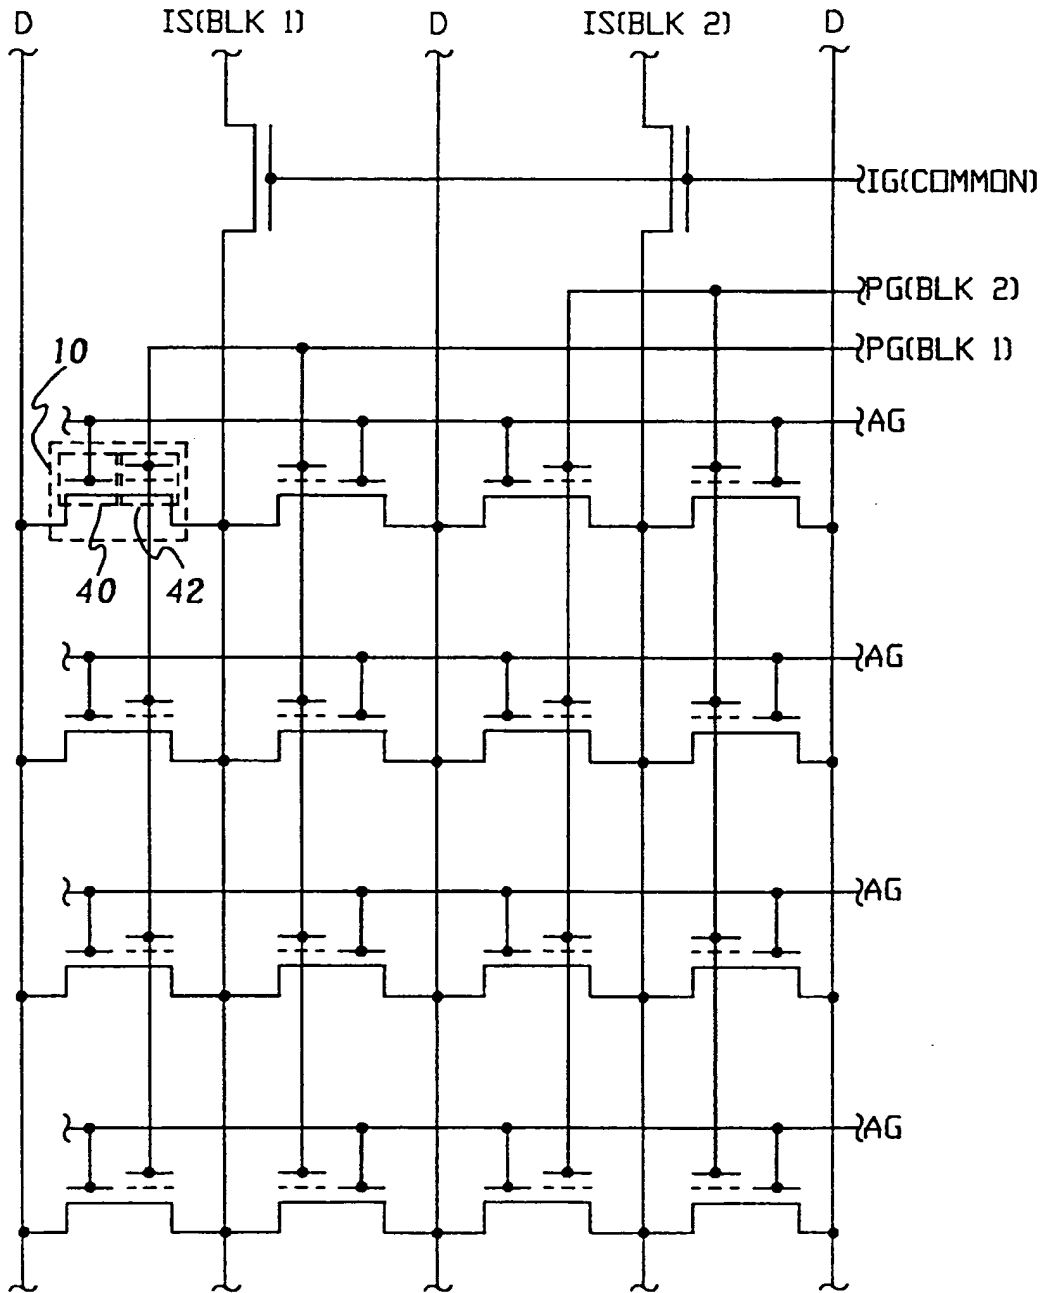 D IS(BLK 1) D IS(BLK 2) D
IG(COMMON)
PG(BLK 2)
PG(BLK 1)
10
AG
40 42
AG
AG
AG